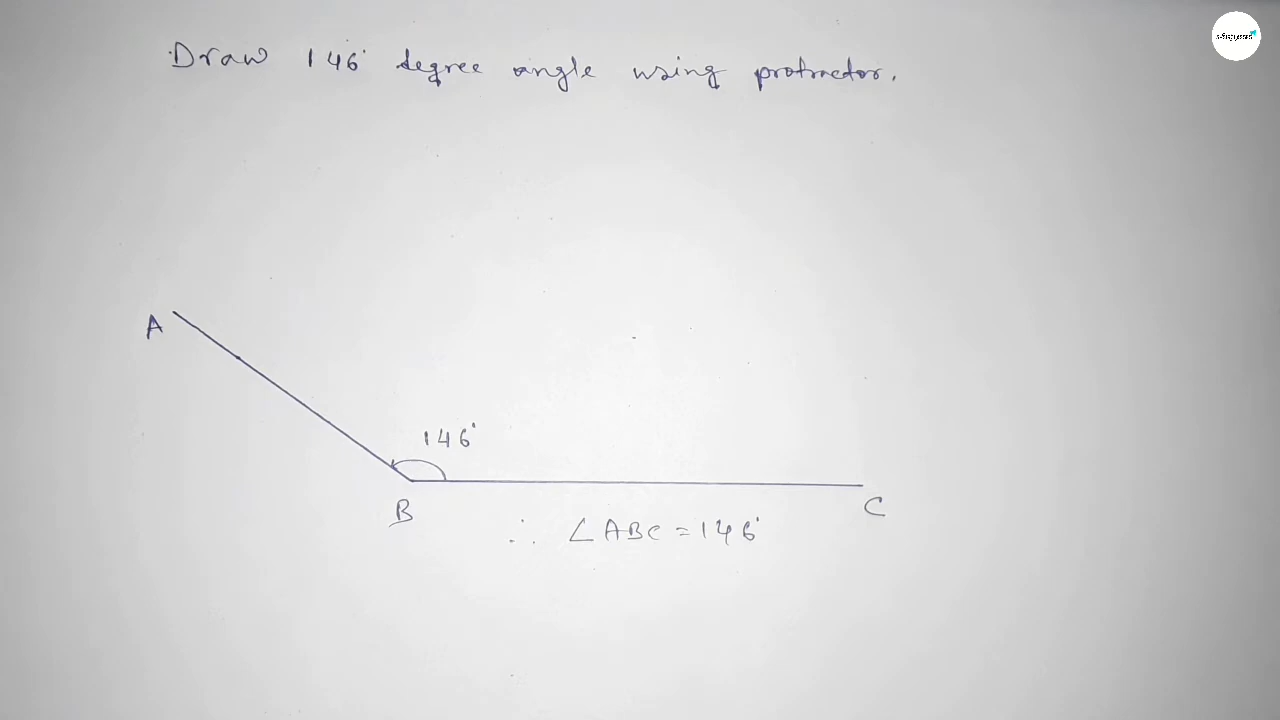 Draw 146° degree angle using protractor.
A
146°
B
C
∴ ∠ABC = 146°